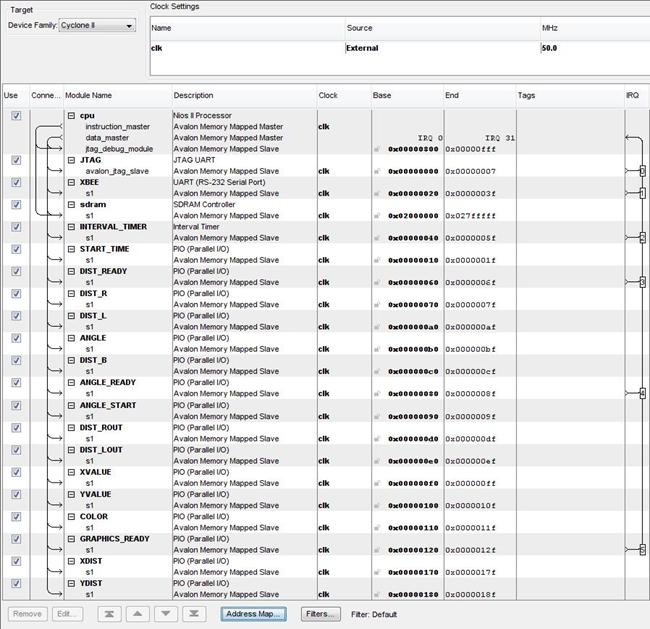 Target
Device Family: Cyclone II
Clock Settings
Name Source MHz
clk External 50.0
Use Conne... Module Name Description Clock Base End Tags IRQ
cpu Nios II Processor
instruction_master Avalon Memory Mapped Master clk
data_master Avalon Memory Mapped Master IRQ 0 IRQ 31
jtag_debug_module Avalon Memory Mapped Slave 0x00000800 0x00000fff
JTAG JTAG UART
avalon_jtag_slave Avalon Memory Mapped Slave clk 0x00000000 0x00000007 0
XBEE UART (RS-232 Serial Port)
s1 Avalon Memory Mapped Slave clk 0x00000020 0x0000003f 1
sdram SDRAM Controller
s1 Avalon Memory Mapped Slave clk 0x02000000 0x027fffff
INTERVAL_TIMER Interval Timer
s1 Avalon Memory Mapped Slave clk 0x00000040 0x0000005f 2
START_TIME PIO (Parallel I/O)
s1 Avalon Memory Mapped Slave clk 0x00000010 0x0000001f
DIST_READY PIO (Parallel I/O)
s1 Avalon Memory Mapped Slave clk 0x00000060 0x0000006f 3
DIST_R PIO (Parallel I/O)
s1 Avalon Memory Mapped Slave clk 0x00000070 0x0000007f
DIST_L PIO (Parallel I/O)
s1 Avalon Memory Mapped Slave clk 0x000000a0 0x000000af
ANGLE PIO (Parallel I/O)
s1 Avalon Memory Mapped Slave clk 0x000000b0 0x000000bf
DIST_B PIO (Parallel I/O)
s1 Avalon Memory Mapped Slave clk 0x000000c0 0x000000cf
ANGLE_READY PIO (Parallel I/O)
s1 Avalon Memory Mapped Slave clk 0x00000080 0x0000008f 4
ANGLE_START PIO (Parallel I/O)
s1 Avalon Memory Mapped Slave clk 0x00000090 0x0000009f
DIST_ROUT PIO (Parallel I/O)
s1 Avalon Memory Mapped Slave clk 0x000000d0 0x000000df
DIST_LOUT PIO (Parallel I/O)
s1 Avalon Memory Mapped Slave clk 0x000000e0 0x000000ef
XVALUE PIO (Parallel I/O)
s1 Avalon Memory Mapped Slave clk 0x000000f0 0x000000ff
YVALUE PIO (Parallel I/O)
s1 Avalon Memory Mapped Slave clk 0x00000100 0x0000010f
COLOR PIO (Parallel I/O)
s1 Avalon Memory Mapped Slave clk 0x00000110 0x0000011f
GRAPHICS_READY PIO (Parallel I/O)
s1 Avalon Memory Mapped Slave clk 0x00000120 0x0000012f 5
XDIST PIO (Parallel I/O)
s1 Avalon Memory Mapped Slave clk 0x00000170 0x0000017f
YDIST PIO (Parallel I/O)
s1 Avalon Memory Mapped Slave clk 0x00000180 0x0000018f
Remove Edit... Address Map... Filters... Filter: Default